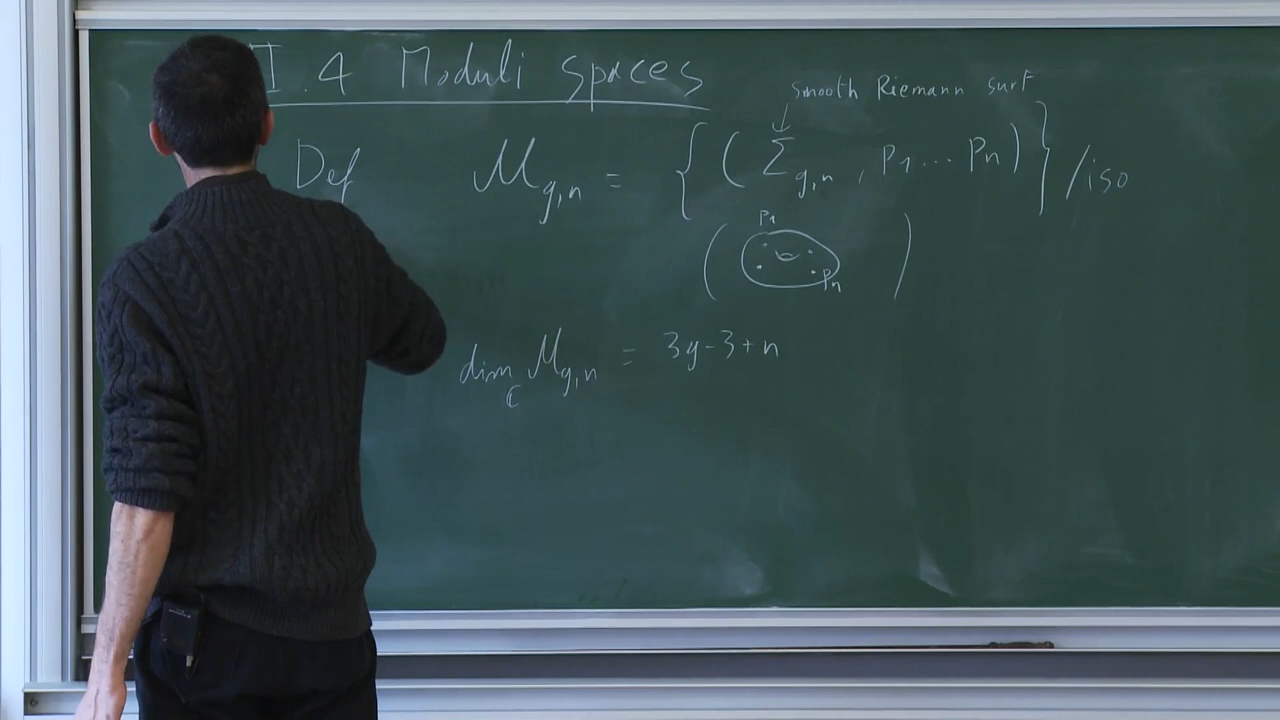 I.4 Moduli spaces
smooth Riemann surf
↓
Def ℳ_{g,n} = { ( Σ_{g,n} , p₁ ... pₙ ) } /iso
( p₁ pₙ )
dim_ℂ ℳ_{g,n} = 3g-3+n